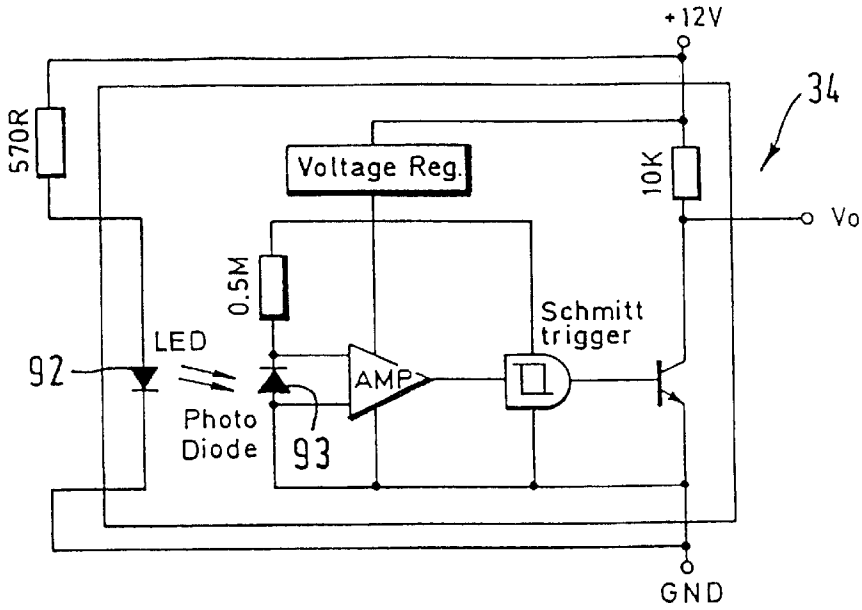 +12V
34
570R
Voltage Reg.
10K
Vo
0.5M
Schmitt
trigger
LED
92
AMP
Photo
Diode
93
GND